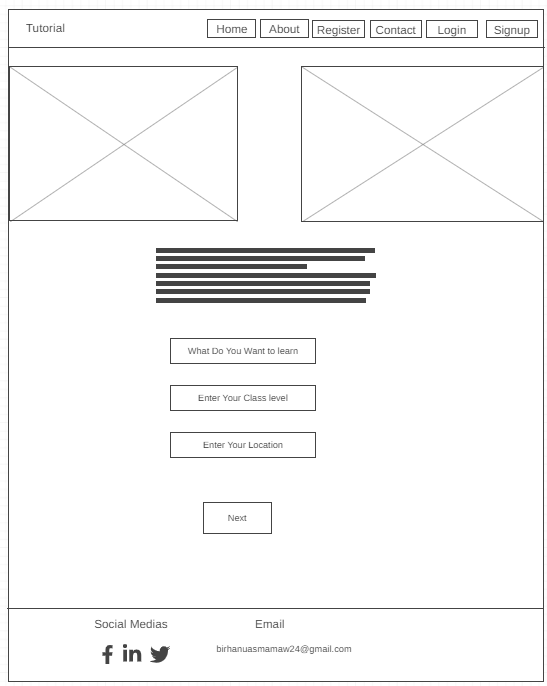 Tutorial
Home
About
Register
Contact
Login
Signup
What Do You Want to learn
Enter Your Class level
Enter Your Location
Next
Social Medias
Email
birhanuasmamaw24@gmail.com